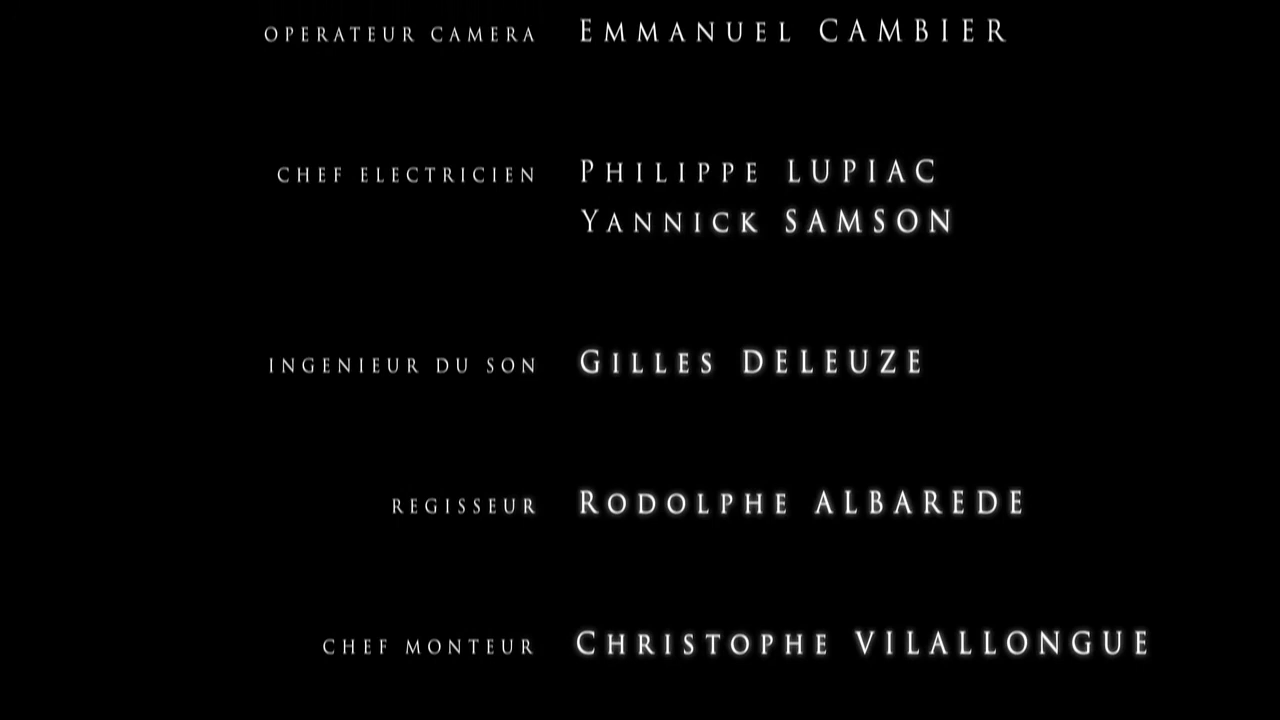 OPERATEUR CAMERA EMMANUEL CAMBIER
CHEF ELECTRICIEN PHILIPPE LUPIAC
YANNICK SAMSON
INGENIEUR DU SON GILLES DELEUZE
REGISSEUR RODOLPHE ALBAREDE
CHEF MONTEUR CHRISTOPHE VILALLONGUE